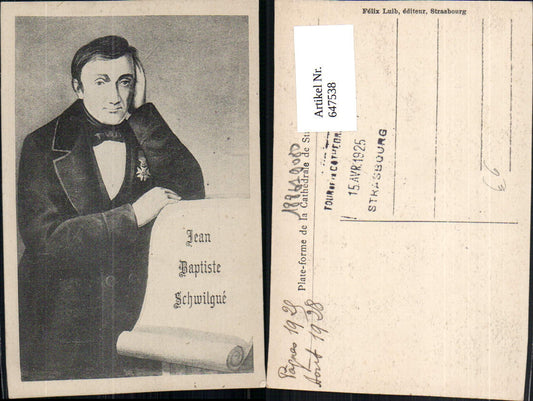 Jean
Baptiste
Schwilgué
Félix Luib, éditeur, Strasbourg
Artikel Nr.
647538
Plate-forme de la Cathédrale de
TOUR
15 AVR 1925
STRASBOURG
1928